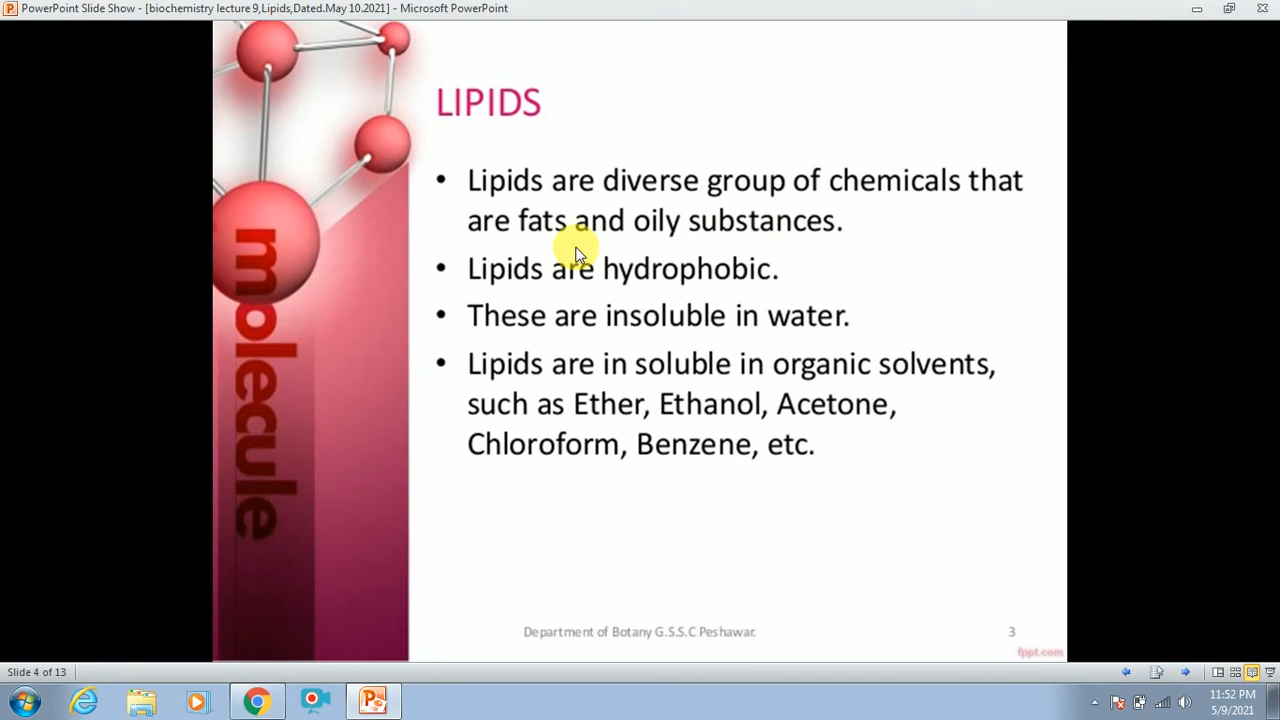 PowerPoint Slide Show - [biochemistry lecture 9,Lipids,Dated.May 10.2021] - Microsoft PowerPoint
LIPIDS
• Lipids are diverse group of chemicals that
are fats and oily substances.
• Lipids are hydrophobic.
• These are insoluble in water.
• Lipids are in soluble in organic solvents,
such as Ether, Ethanol, Acetone,
Chloroform, Benzene, etc.
molecule
Department of Botany G.S.S.C Peshawar.
3
fppt.com
Slide 4 of 13
11:52 PM
5/9/2021